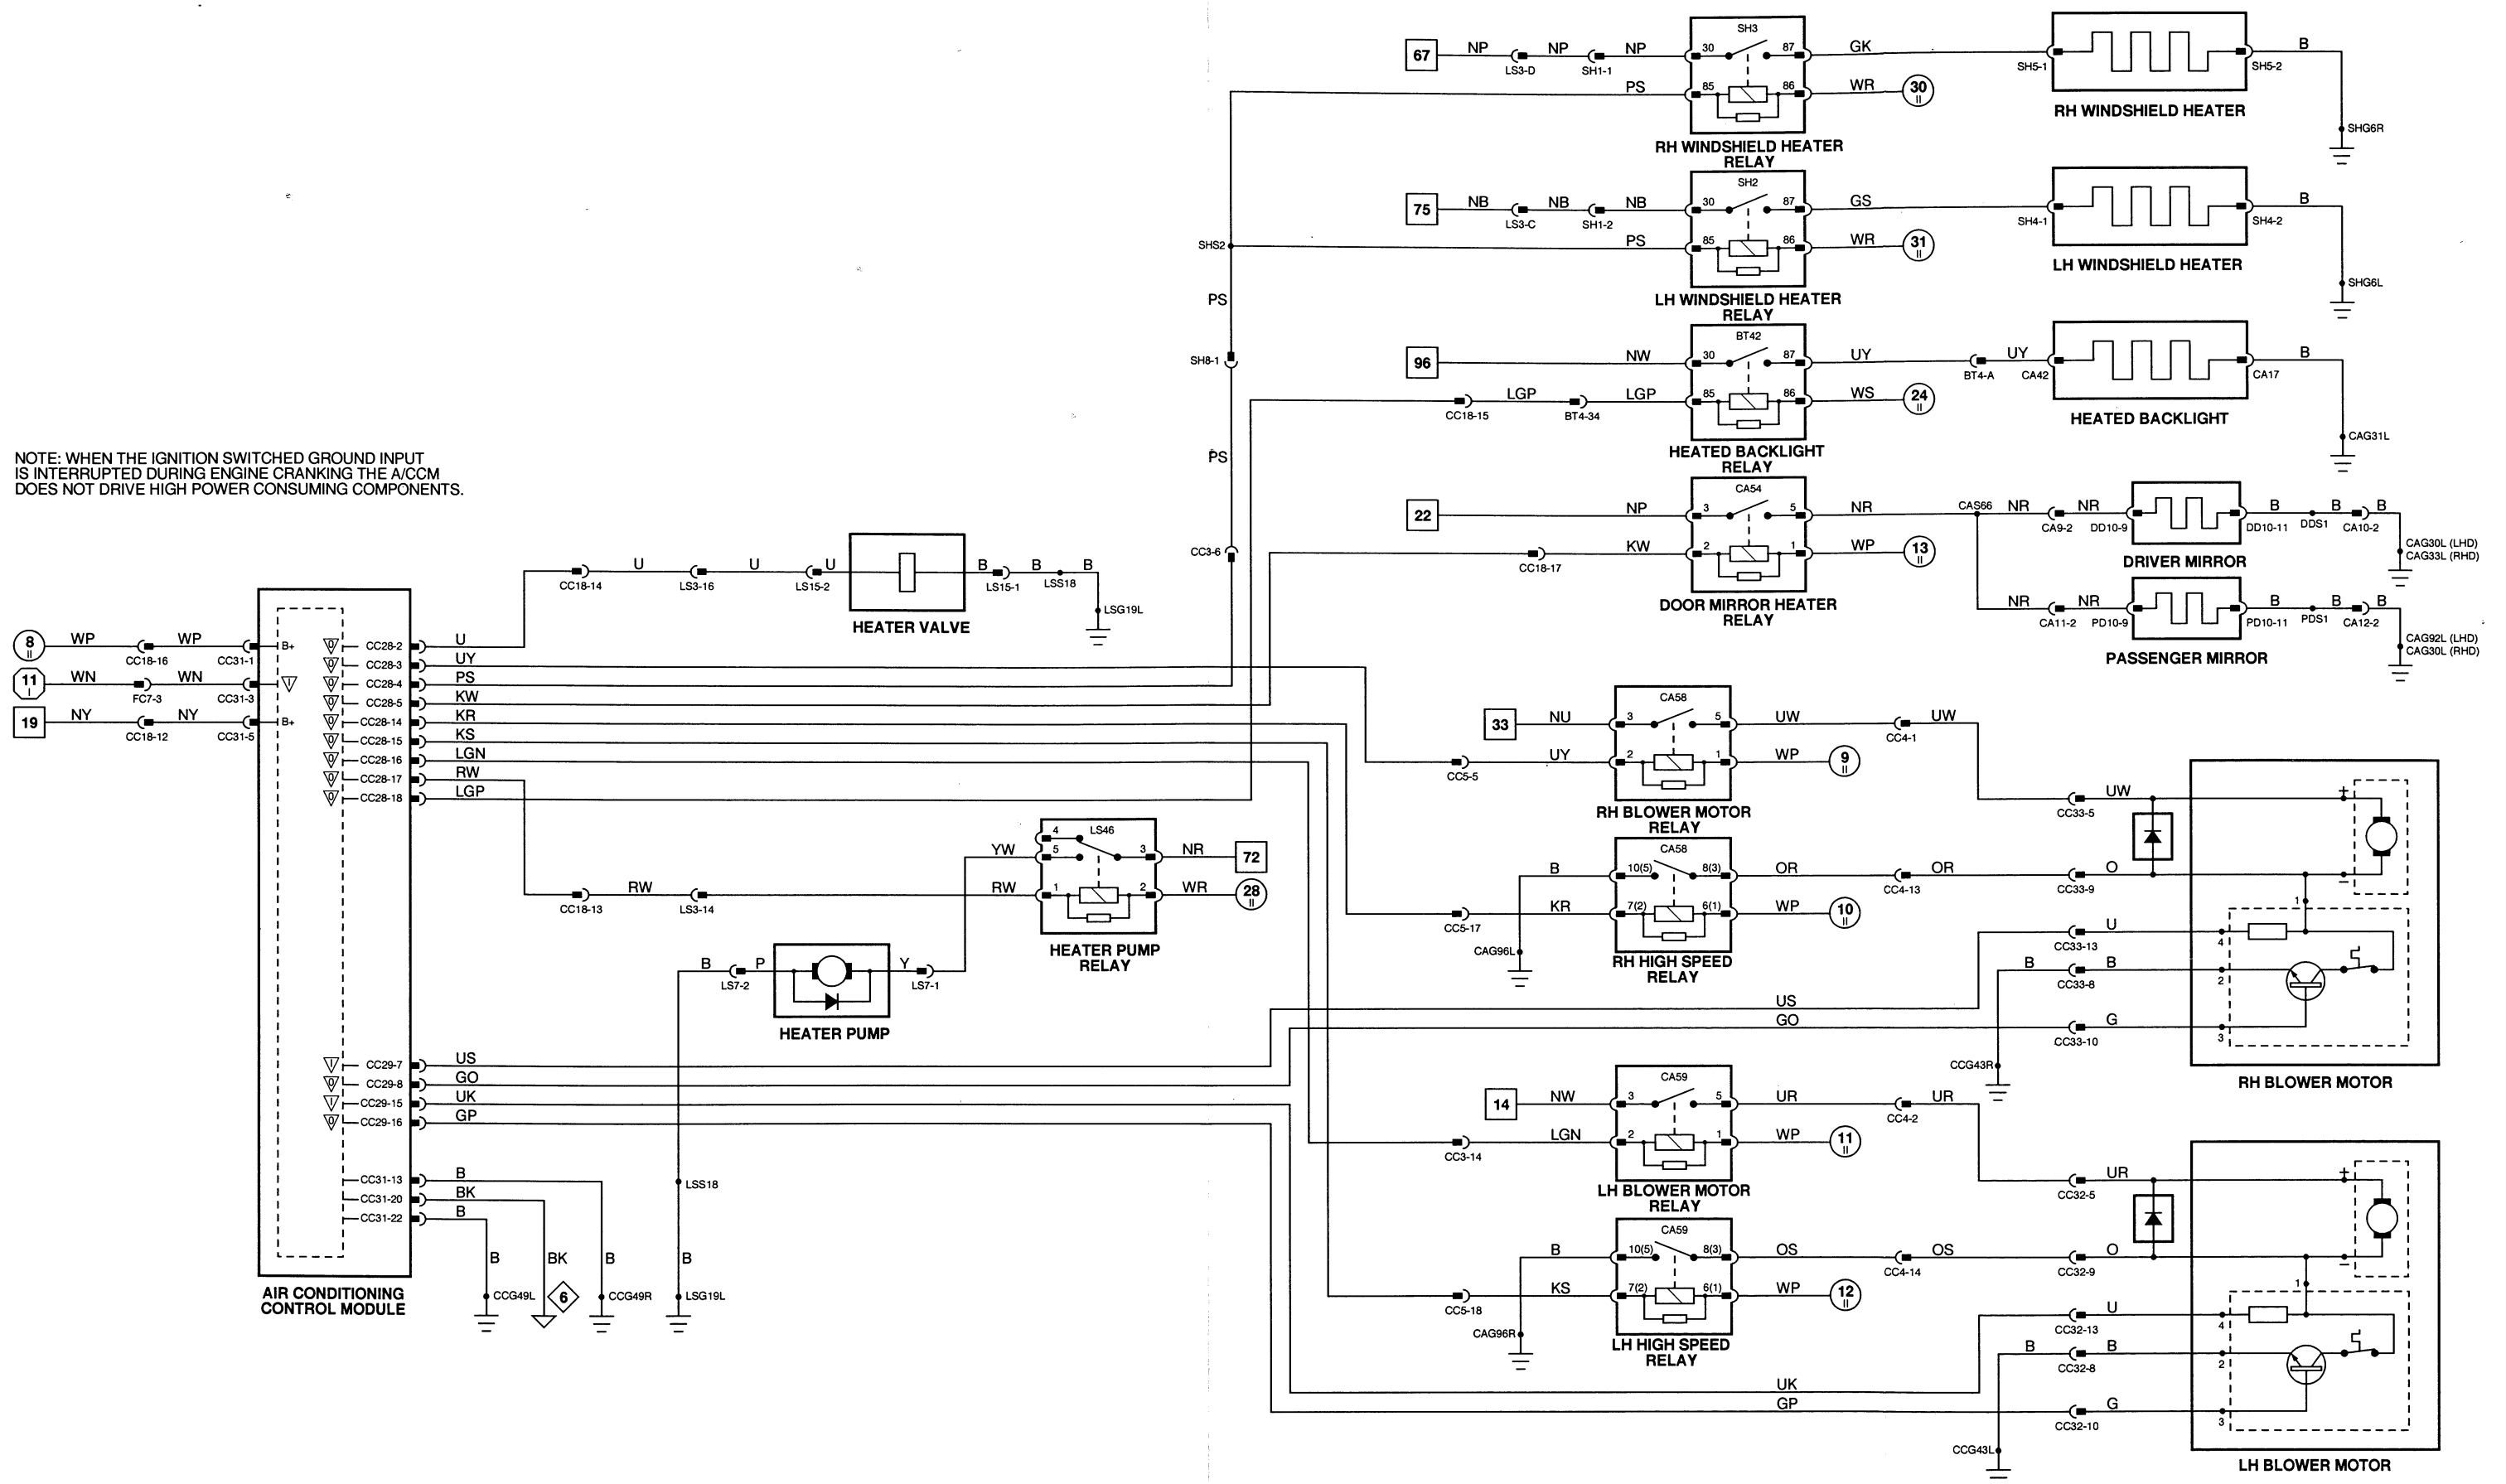 67
NP
LS3-D
NP
SH1-1
NP
SH3
30
87
GK
SH5-1
SH5-2
B
PS
85
86
WR
30
II
RH WINDSHIELD HEATER
SHG6R
RH WINDSHIELD HEATER
RELAY
75
NB
LS3-C
NB
SH1-2
NB
SH2
30
87
GS
SH4-1
SH4-2
B
SHS2
PS
85
86
WR
31
II
LH WINDSHIELD HEATER
SHG6L
LH WINDSHIELD HEATER
RELAY
PS
SH8-1
96
NW
BT42
30
87
UY
BT4-A
UY
CA42
CA17
B
CC18-15
LGP
BT4-34
LGP
85
86
WS
24
II
HEATED BACKLIGHT
CAG31L
HEATED BACKLIGHT
RELAY
PS
NOTE: WHEN THE IGNITION SWITCHED GROUND INPUT
IS INTERRUPTED DURING ENGINE CRANKING THE A/CCM
DOES NOT DRIVE HIGH POWER CONSUMING COMPONENTS.
22
NP
CA54
3
5
NR
CAS66
NR
CA9-2
NR
DD10-9
DD10-11
B
DDS1
B
CA10-2
B
CAG30L (LHD)
CAG33L (RHD)
DRIVER MIRROR
CC3-6
CC18-17
KW
2
1
WP
13
II
DOOR MIRROR HEATER
RELAY
NR
CA11-2
NR
PD10-9
PD10-11
B
PDS1
B
CA12-2
B
CAG92L (LHD)
CAG30L (RHD)
PASSENGER MIRROR
CC18-14
U
LS3-16
U
LS15-2
U
B
LS15-1
B
LSS18
B
LSG19L
HEATER VALVE
8
II
WP
CC18-16
WP
CC31-1
B+
11
I
WN
FC7-3
WN
CC31-3
I
19
NY
CC18-12
NY
CC31-5
B+
O
CC28-2
U
O
CC28-3
UY
O
CC28-4
PS
O
CC28-5
KW
O
CC28-14
KR
O
CC28-15
KS
O
CC28-16
LGN
O
CC28-17
RW
O
CC28-18
LGP
33
NU
CA58
3
5
UW
CC4-1
UW
CC5-5
UY
2
1
WP
9
II
RH BLOWER MOTOR
RELAY
CC33-5
UW
+
CA58
B
10(5)
8(3)
OR
CC4-13
OR
CC33-9
O
−
CC5-17
KR
7(2)
6(1)
WP
10
II
CAG96L
RH HIGH SPEED
RELAY
CC33-13
U
4
1
B
CC33-8
B
2
CC33-10
G
3
CCG43R
RH BLOWER MOTOR
US
GO
YW
4
5
LS46
3
NR
72
CC18-13
RW
LS3-14
RW
1
2
WR
28
II
HEATER PUMP
RELAY
B
LS7-2
P
Y
LS7-1
HEATER PUMP
I
CC29-7
US
O
CC29-8
GO
I
CC29-15
UK
O
CC29-16
GP
CC31-13
B
CC31-20
BK
CC31-22
B
B
BK
B
B
CCG49L
6
CCG49R
LSS18
LSG19L
AIR CONDITIONING
CONTROL MODULE
14
NW
CA59
3
5
UR
CC4-2
UR
CC3-14
LGN
2
1
WP
11
II
LH BLOWER MOTOR
RELAY
CC32-5
UR
+
CA59
B
10(5)
8(3)
OS
CC4-14
OS
CC32-9
O
−
CC5-18
KS
7(2)
6(1)
WP
12
II
CAG96R
LH HIGH SPEED
RELAY
CC32-13
U
4
1
B
CC32-8
B
2
UK
GP
CC32-10
G
3
CCG43L
LH BLOWER MOTOR